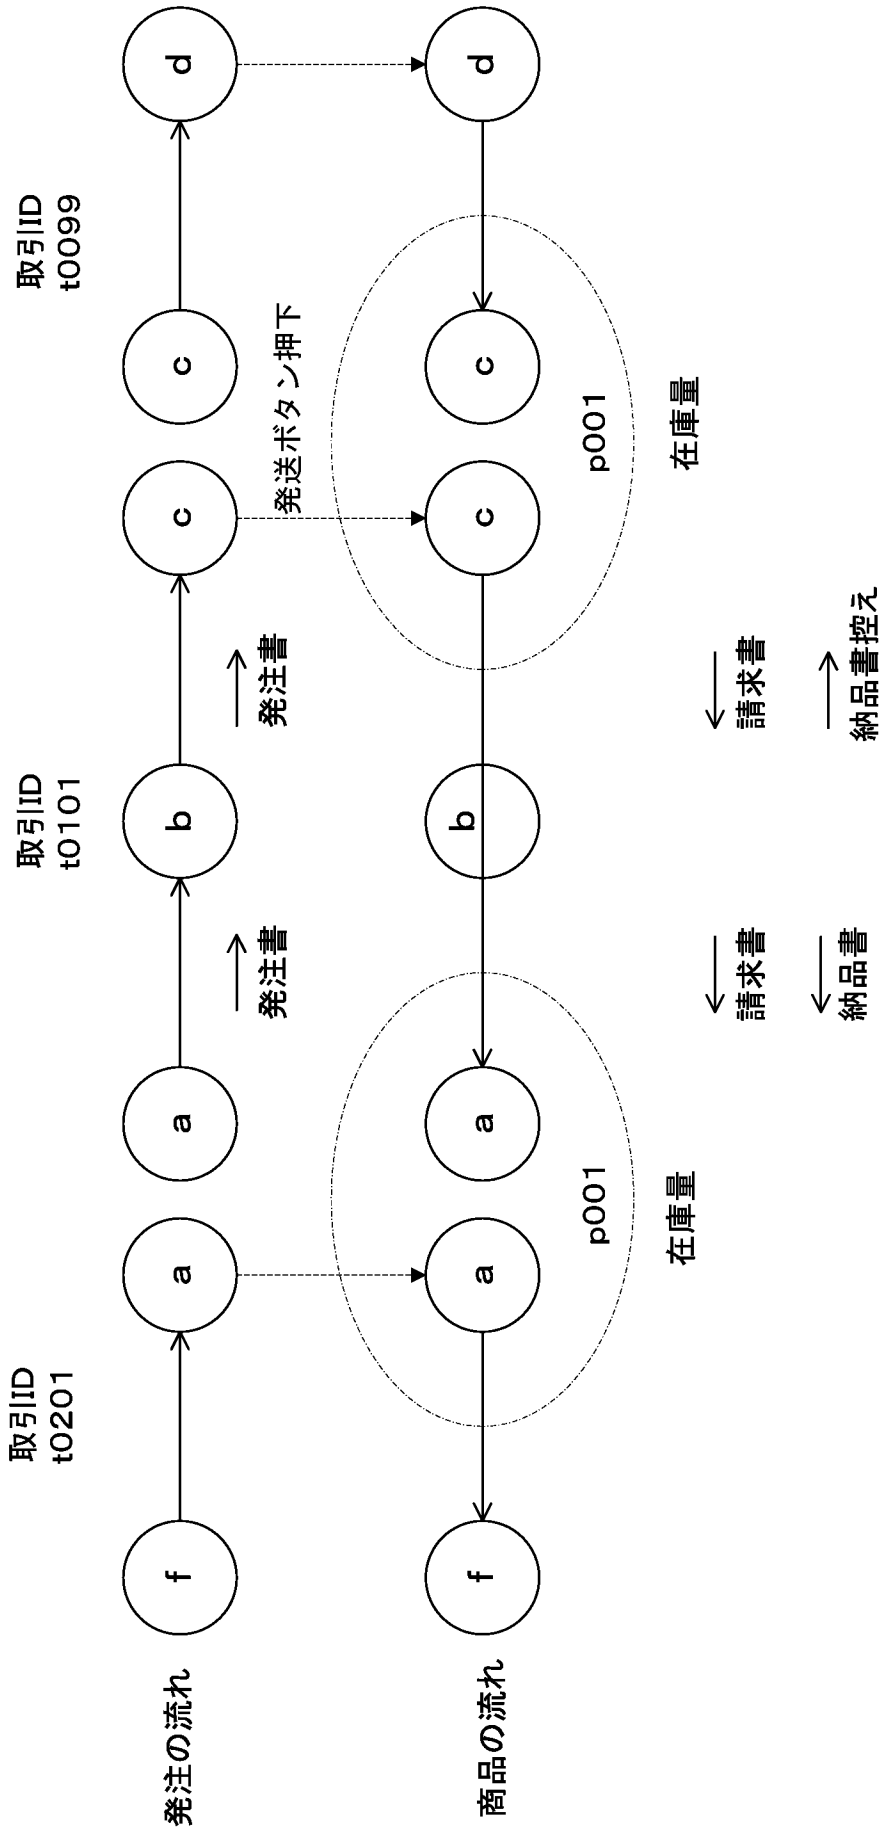 取引ID
t0201
取引ID
t0101
取引ID
t0099
発注の流れ
f
a
a
b
c
c
d
発注書
発注書
発送ボタン押下
商品の流れ
f
a
a
b
c
c
d
p001
p001
在庫量
在庫量
請求書
請求書
納品書
納品書控え